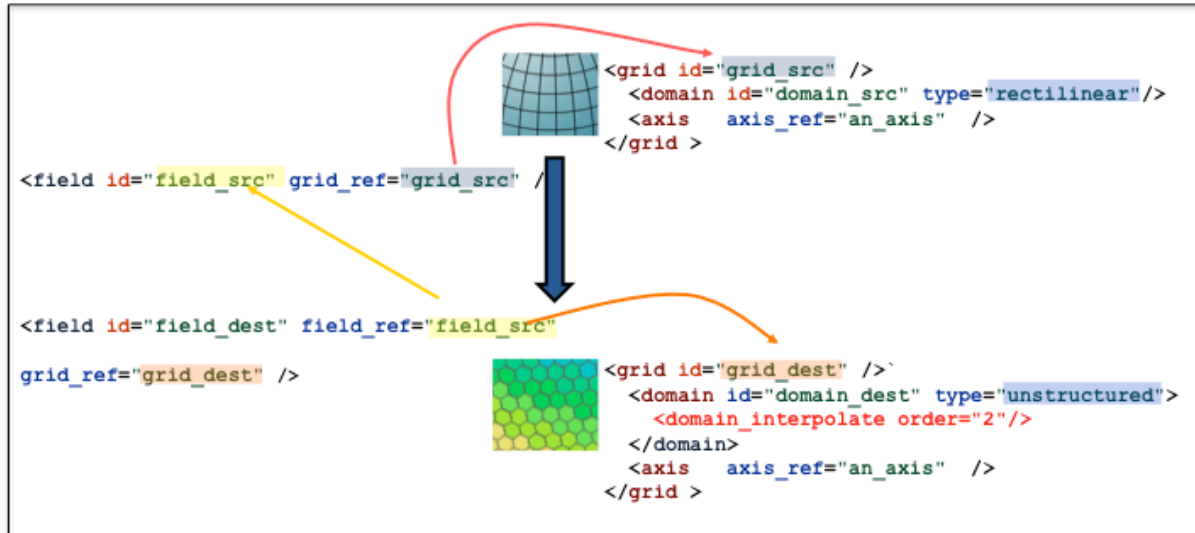 <grid id="grid_src" />
<domain id="domain_src" type="rectilinear"/>
<axis axis_ref="an_axis" />
</grid >
<field id="field_src" grid_ref="grid_src" /
<field id="field_dest" field_ref="field_src"
grid_ref="grid_dest" />
<grid id="grid_dest" />`
<domain id="domain_dest" type="unstructured">
<domain_interpolate order="2"/>
</domain>
<axis axis_ref="an_axis" />
</grid >